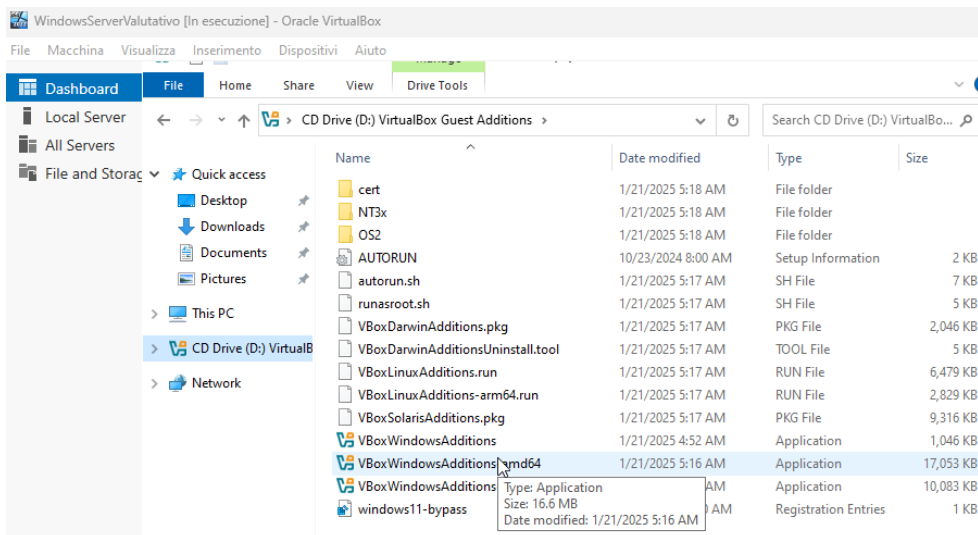 WindowsServerValutativo [In esecuzione] - Oracle VirtualBox
File Macchina Visualizza Inserimento Dispositivi Aiuto
File Home Share View Drive Tools
CD Drive (D:) VirtualBox Guest Additions
Search CD Drive (D:) VirtualBo...
Dashboard
Local Server
All Servers
File and Storag
Quick access
Desktop
Downloads
Documents
Pictures
This PC
CD Drive (D:) VirtualB
Network
Name Date modified Type Size
cert 1/21/2025 5:18 AM File folder
NT3x 1/21/2025 5:18 AM File folder
OS2 1/21/2025 5:18 AM File folder
AUTORUN 10/23/2024 8:00 AM Setup Information 2 KB
autorun.sh 1/21/2025 5:17 AM SH File 7 KB
runasroot.sh 1/21/2025 5:17 AM SH File 5 KB
VBoxDarwinAdditions.pkg 1/21/2025 5:17 AM PKG File 2,046 KB
VBoxDarwinAdditionsUninstall.tool 1/21/2025 5:17 AM TOOL File 5 KB
VBoxLinuxAdditions.run 1/21/2025 5:17 AM RUN File 6,479 KB
VBoxLinuxAdditions-arm64.run 1/21/2025 5:17 AM RUN File 2,829 KB
VBoxSolarisAdditions.pkg 1/21/2025 5:17 AM PKG File 9,316 KB
VBoxWindowsAdditions 1/21/2025 4:52 AM Application 1,046 KB
VBoxWindowsAdditions-amd64 1/21/2025 5:16 AM Application 17,053 KB
VBoxWindowsAdditions AM Application 10,083 KB
windows11-bypass AM Registration Entries 1 KB
Type: Application
Size: 16.6 MB
Date modified: 1/21/2025 5:16 AM